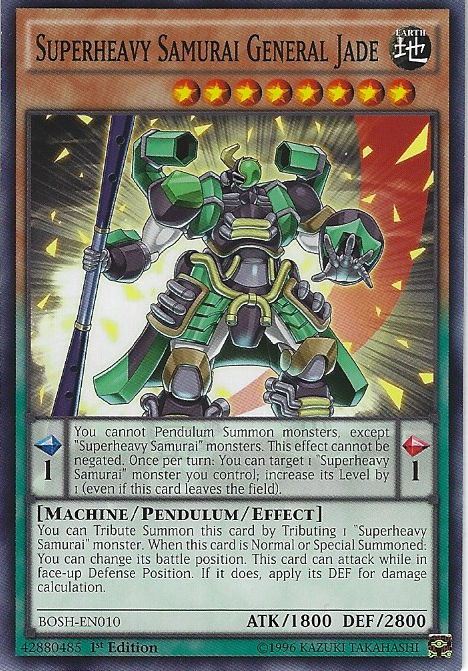 SUPERHEAVY SAMURAI GENERAL JADE
EARTH
地
You cannot Pendulum Summon monsters, except
"Superheavy Samurai" monsters. This effect cannot be
negated. Once per turn: You can target 1 "Superheavy
Samurai" monster you control; increase its Level by
1 (even if this card leaves the field).
1
1
[MACHINE/PENDULUM/EFFECT]
You can Tribute Summon this card by Tributing 1 "Superheavy
Samurai" monster. When this card is Normal or Special Summoned:
You can change its battle position. This card can attack while in
face-up Defense Position. If it does, apply its DEF for damage
calculation.
BOSH-EN010
ATK/1800 DEF/2800
42880485 1st Edition
©1996 KAZUKI TAKAHASHI